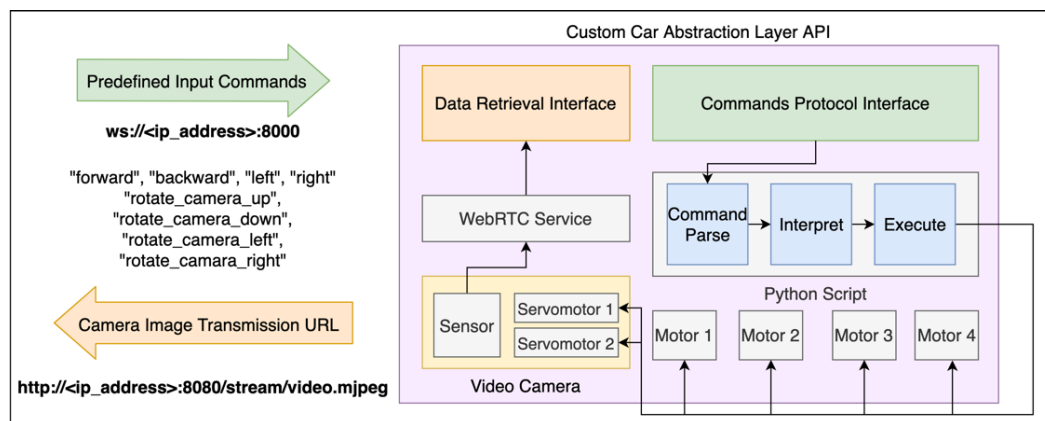 Custom Car Abstraction Layer API
Predefined Input Commands
ws://<ip_address>:8000
"forward", "backward", "left", "right"
"rotate_camera_up",
"rotate_camera_down",
"rotate_camera_left",
"rotate_camara_right"
Camera Image Transmission URL
http://<ip_address>:8080/stream/video.mjpeg
Data Retrieval Interface
Commands Protocol Interface
WebRTC Service
Command
Parse
Interpret
Execute
Python Script
Sensor
Servomotor 1
Servomotor 2
Video Camera
Motor 1
Motor 2
Motor 3
Motor 4